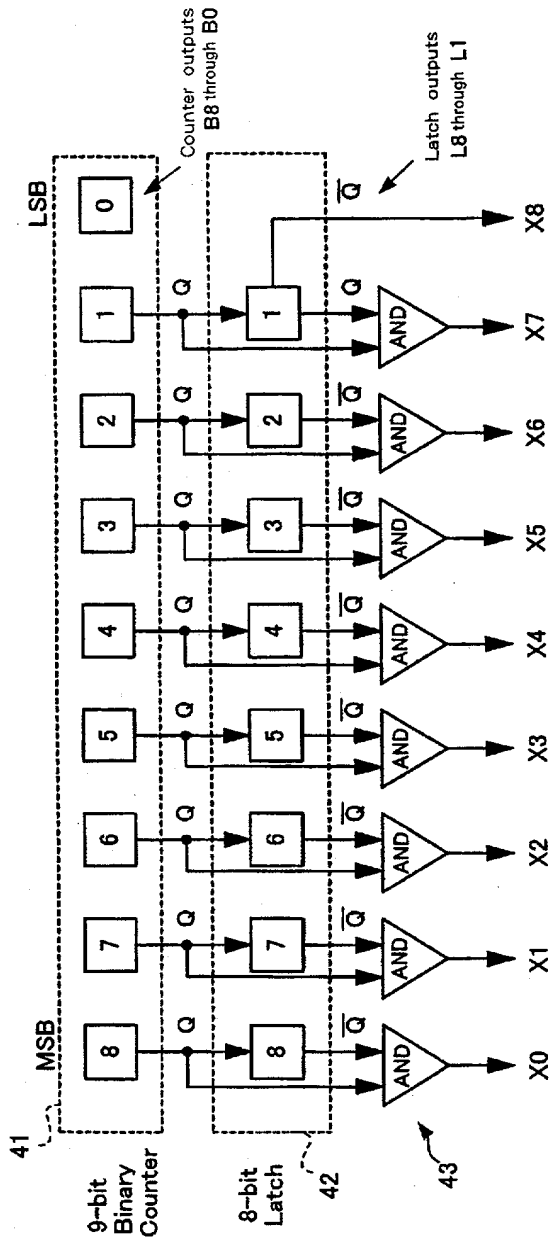 41
MSB
LSB
9-bit
Binary
Counter
8 7 6 5 4 3 2 1 0
Counter outputs
B8 through B0
Q Q Q Q Q Q Q Q
8-bit
Latch
8 7 6 5 4 3 2 1
42
Q̅ Q̅ Q̅ Q̅ Q̅ Q̅ Q̅ Q Q̅
Latch outputs
L8 through L1
AND AND AND AND AND AND AND AND
43
X0 X1 X2 X3 X4 X5 X6 X7 X8